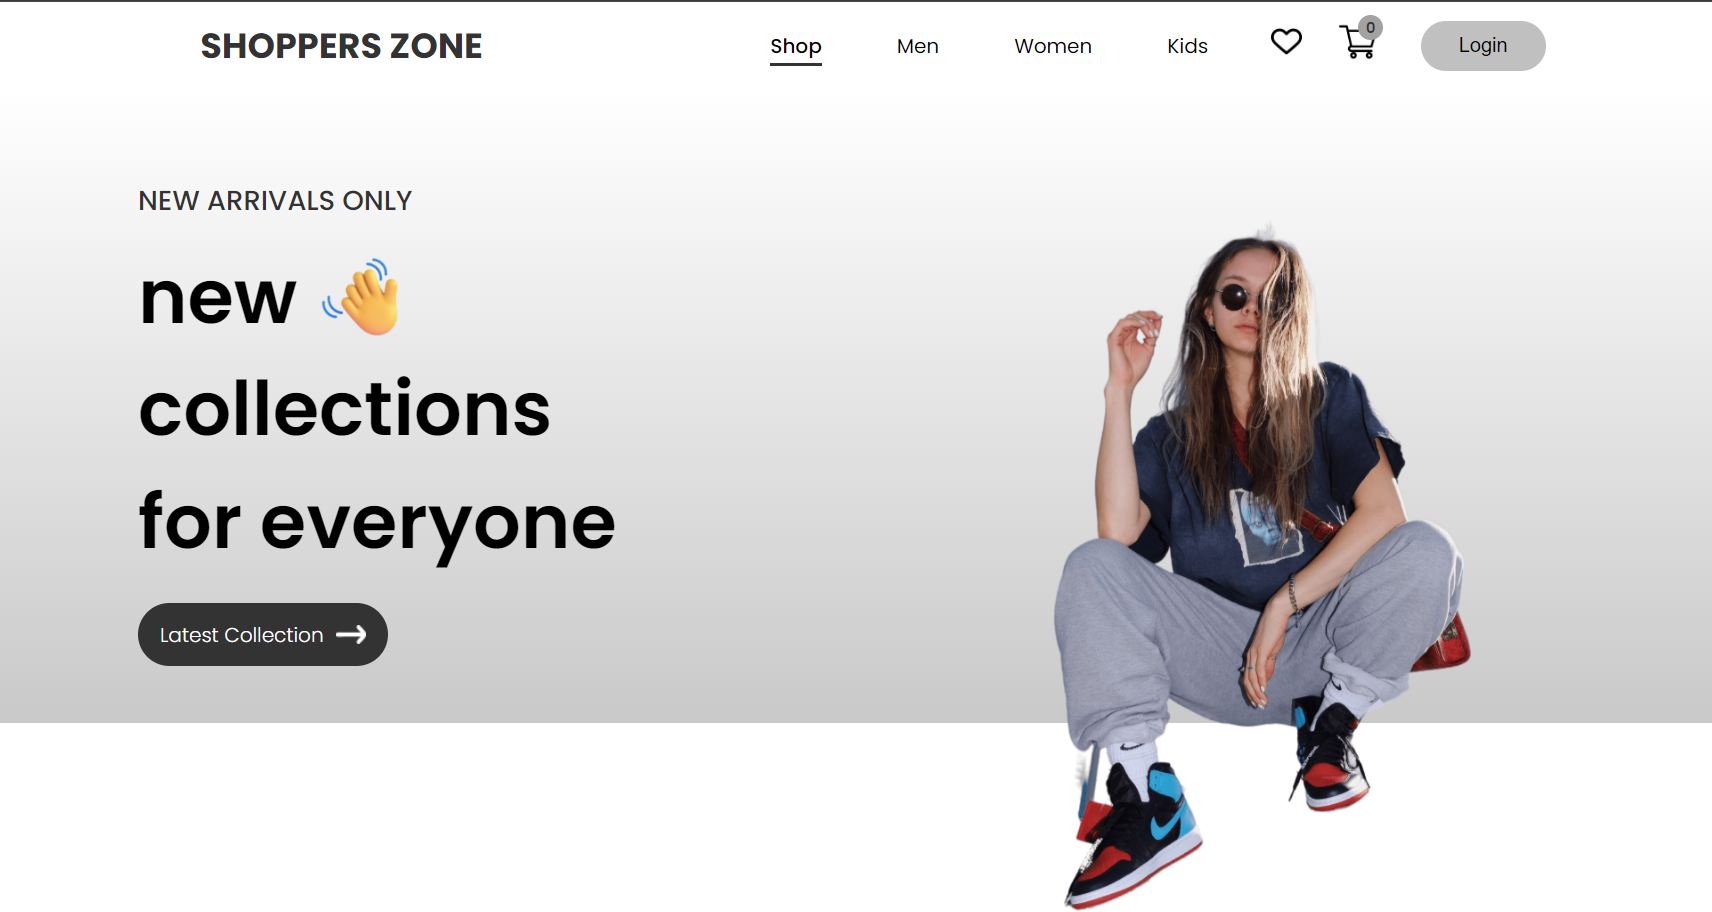 SHOPPERS ZONE
Shop Men Women Kids 0 Login
NEW ARRIVALS ONLY
new
collections
for everyone
Latest Collection